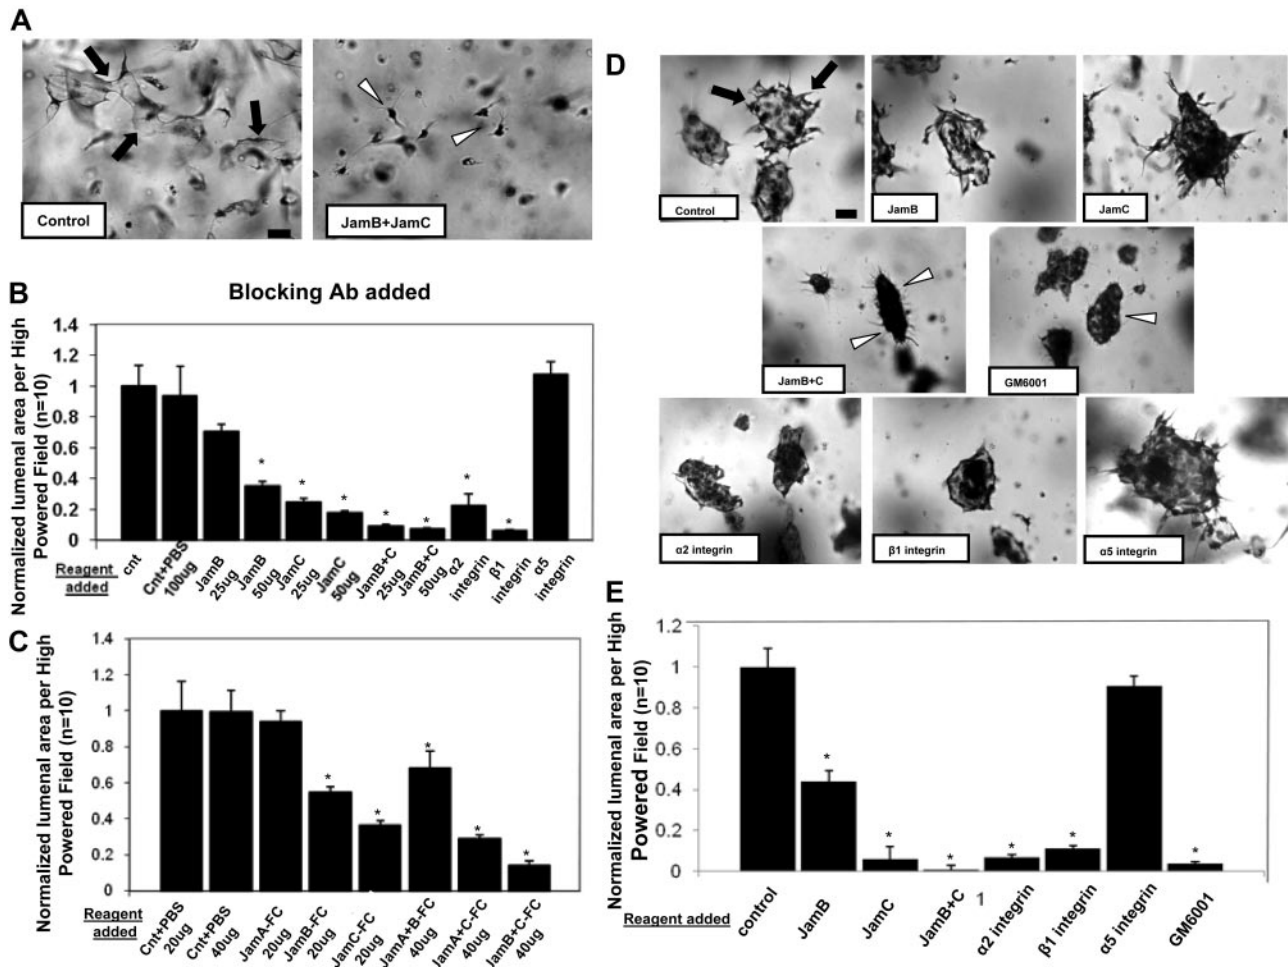 A
Control
JamB+JamC
B
Blocking Ab added
Normalized lumenal area per High
Powered Field (n=10)
1.4
1.2
1
0.8
0.6
0.4
0.2
0
* * * * * * *
Reagent
added
cnt
Cnt+PBS
100ug
JamB
25ug
JamB
50ug
JamC
25ug
JamC
50ug
JamB+C
25ug
JamB+C
50ug
α2
integrin
β1
integrin
α5
integrin
C
Normalized lumenal area per High
Powered Field (n=10)
1.4
1.2
1
0.8
0.6
0.4
0.2
0
* * * * *
Reagent
added
Cnt+PBS
20ug
Cnt+PBS
40ug
JamA-FC
20ug
JamB-FC
20ug
JamC-FC
20ug
JamA+B-FC
40ug
JamA+C-FC
40ug
JamB+C-FC
40ug
D
Control
JamB
JamC
JamB+C
GM6001
α2 integrin
β1 integrin
α5 integrin
E
Normalized lumenal area per High
Powered Field (n=10)
1.2
1
0.8
0.6
0.4
0.2
0
* * * * * *
Reagent added
control
JamB
JamC
JamB+C
1
α2 integrin
β1 integrin
α5 integrin
GM6001